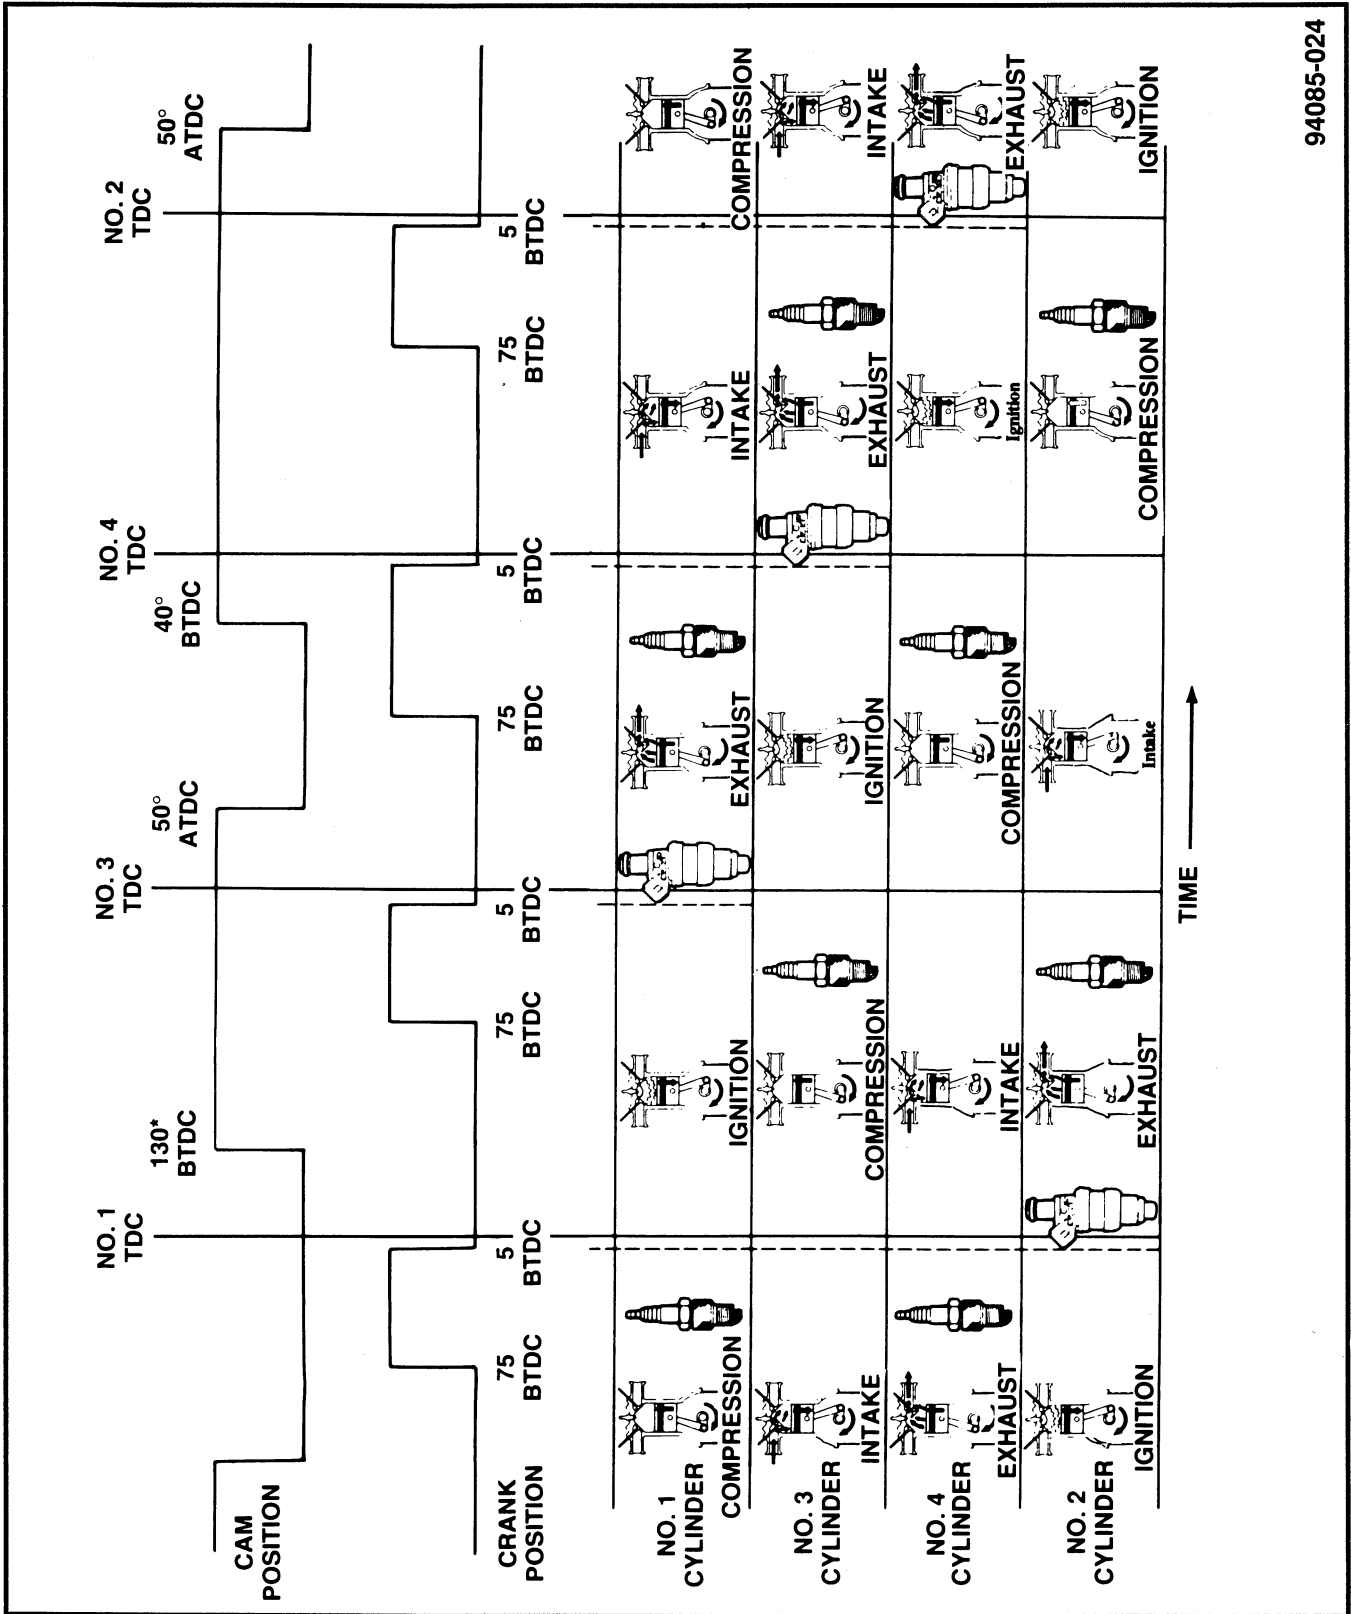 NO. 1
TDC
NO. 3
TDC
NO. 4
TDC
NO. 2
TDC
130*
BTDC
50°
ATDC
40°
BTDC
50°
ATDC
CAM
POSITION
CRANK
POSITION
75
BTDC
5
BTDC
75
BTDC
5
BTDC
75
BTDC
5
BTDC
75
BTDC
5
BTDC
NO. 1
CYLINDER
COMPRESSION
IGNITION
EXHAUST
INTAKE
COMPRESSION
NO. 3
CYLINDER
INTAKE
COMPRESSION
IGNITION
EXHAUST
INTAKE
NO. 4
CYLINDER
EXHAUST
INTAKE
COMPRESSION
Ignition
EXHAUST
NO. 2
CYLINDER
IGNITION
EXHAUST
Intake
COMPRESSION
IGNITION
TIME
94085-024